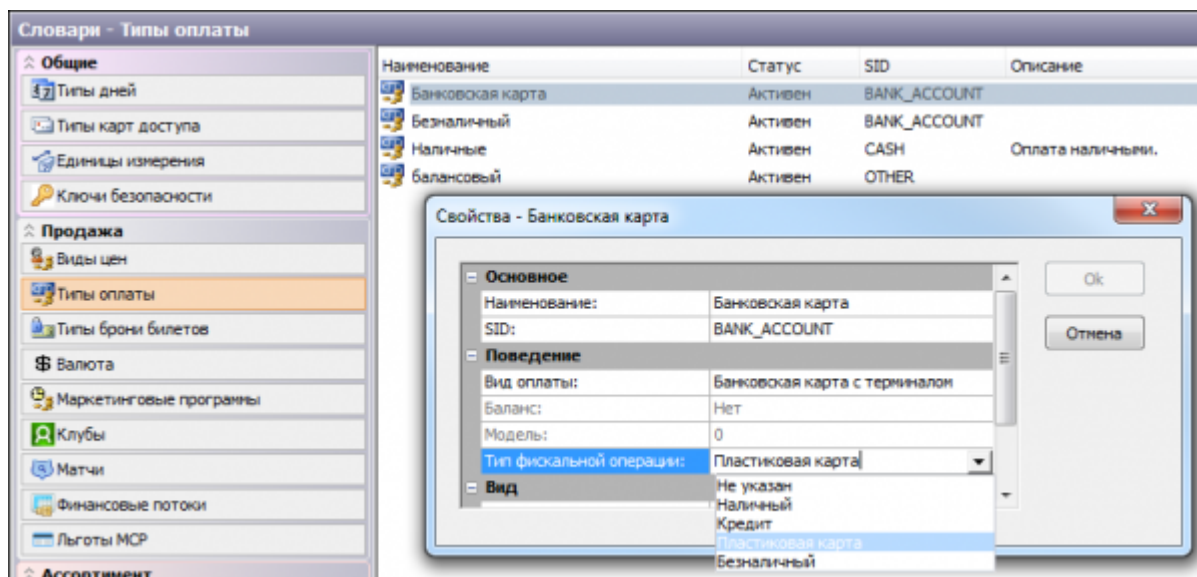 Словари - Типы оплаты
Общие
Типы дней
Типы карт доступа
Единицы измерения
Ключи безопасности
Продажа
Виды цен
Типы оплаты
Типы брони билетов
Валюта
Маркетинговые программы
Клубы
Матчи
Финансовые потоки
Льготы МСР
Ассортимент
Наименование Статус SID Описание
Банковская карта Активен BANK_ACCOUNT
Безналичный Активен BANK_ACCOUNT
Наличные Активен CASH Оплата наличными.
балансовый Активен OTHER
Свойства - Банковская карта
Основное
Наименование: Банковская карта
SID: BANK_ACCOUNT
Поведение
Вид оплаты: Банковская карта с терминалом
Баланс: Нет
Модель: 0
Тип фискальной операции: Пластиковая карта
Вид
Не указан
Наличный
Кредит
Пластиковая карта
Безналичный
Ok
Отмена